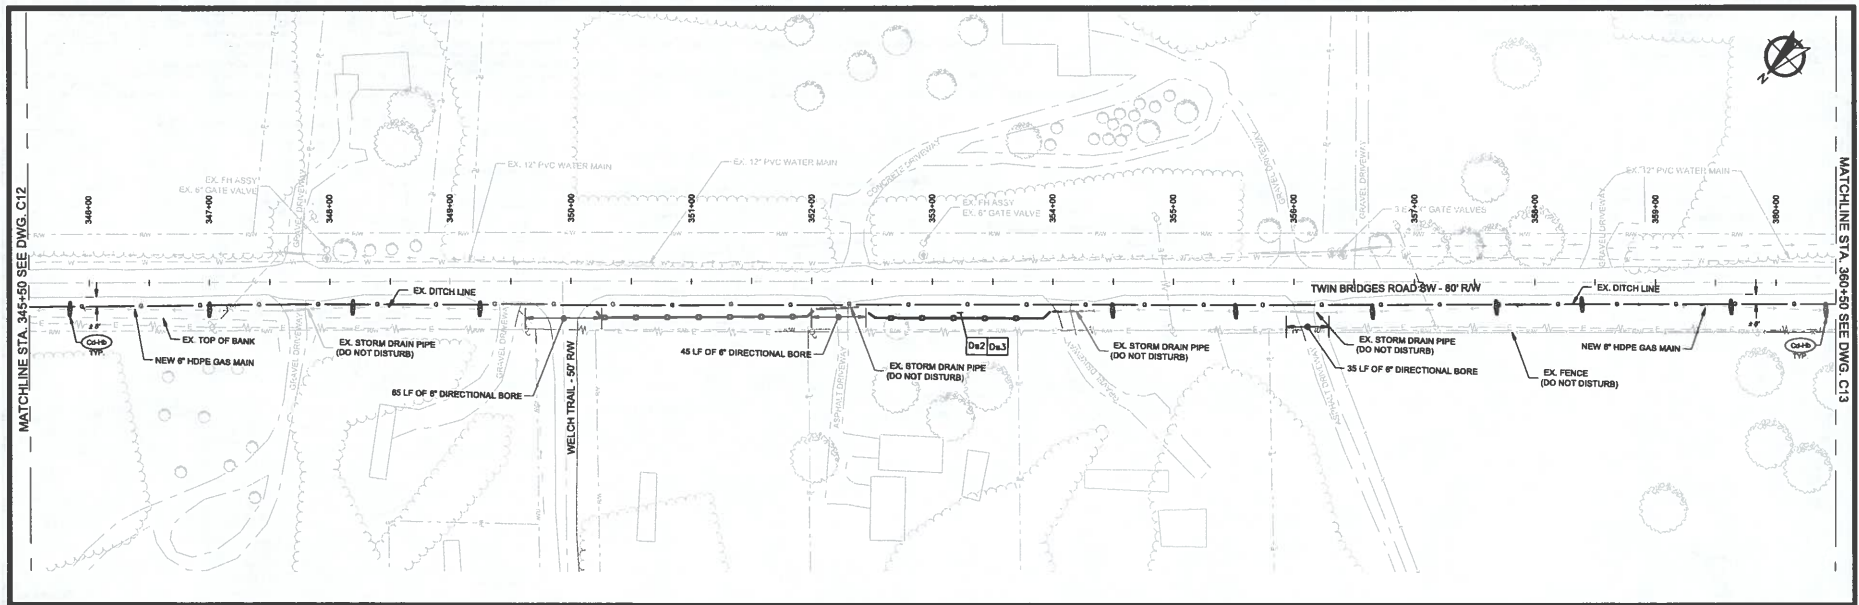 MATCHLINE STA. 345+50 SEE DWG. C12
MATCHLINE STA. 360+50 SEE DWG. C13
N
EX. FH ASSY
EX. 6" GATE VALVE
EX. 12" PVC WATER MAIN
EX. 12" PVC WATER MAIN
CONCRETE DRIVEWAY
EX. FH ASSY
EX. 6" GATE VALVE
GRAVEL DRIVEWAY
GRAVEL DRIVEWAY
GATE VALVES
EX. 12" PVC WATER MAIN
GRAVEL DRIVEWAY
GRAVEL DRIVEWAY
346+00
347+00
348+00
349+00
350+00
351+00
352+00
353+00
354+00
355+00
356+00
357+00
358+00
359+00
360+00
TWIN BRIDGES ROAD SW - 80' R/W
EX. DITCH LINE
EX. DITCH LINE
Cd-Hb
TYP.
EX. TOP OF BANK
NEW 6" HDPE GAS MAIN
EX. STORM DRAIN PIPE
(DO NOT DISTURB)
GRAVEL DRIVEWAY
GRAVEL DRIVEWAY
65 LF OF 6" DIRECTIONAL BORE
WELCH TRAIL - 50' R/W
45 LF OF 6" DIRECTIONAL BORE
ASPHALT DRIVEWAY
EX. STORM DRAIN PIPE
(DO NOT DISTURB)
Ds2 Ds3
EX. STORM DRAIN PIPE
(DO NOT DISTURB)
ASPHALT DRIVEWAY
EX. STORM DRAIN PIPE
(DO NOT DISTURB)
35 LF OF 6" DIRECTIONAL BORE
EX. FENCE
(DO NOT DISTURB)
NEW 6" HDPE GAS MAIN
Cd-Hb
TYP.